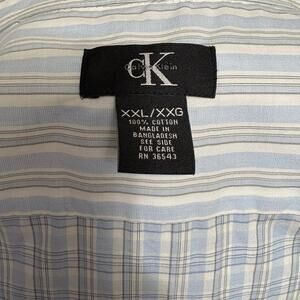 cK
Calvin Klein
XXL/XXG
100% COTTON
MADE IN
BANGLADESH
SEE SIDE
FOR CARE
RN 36543